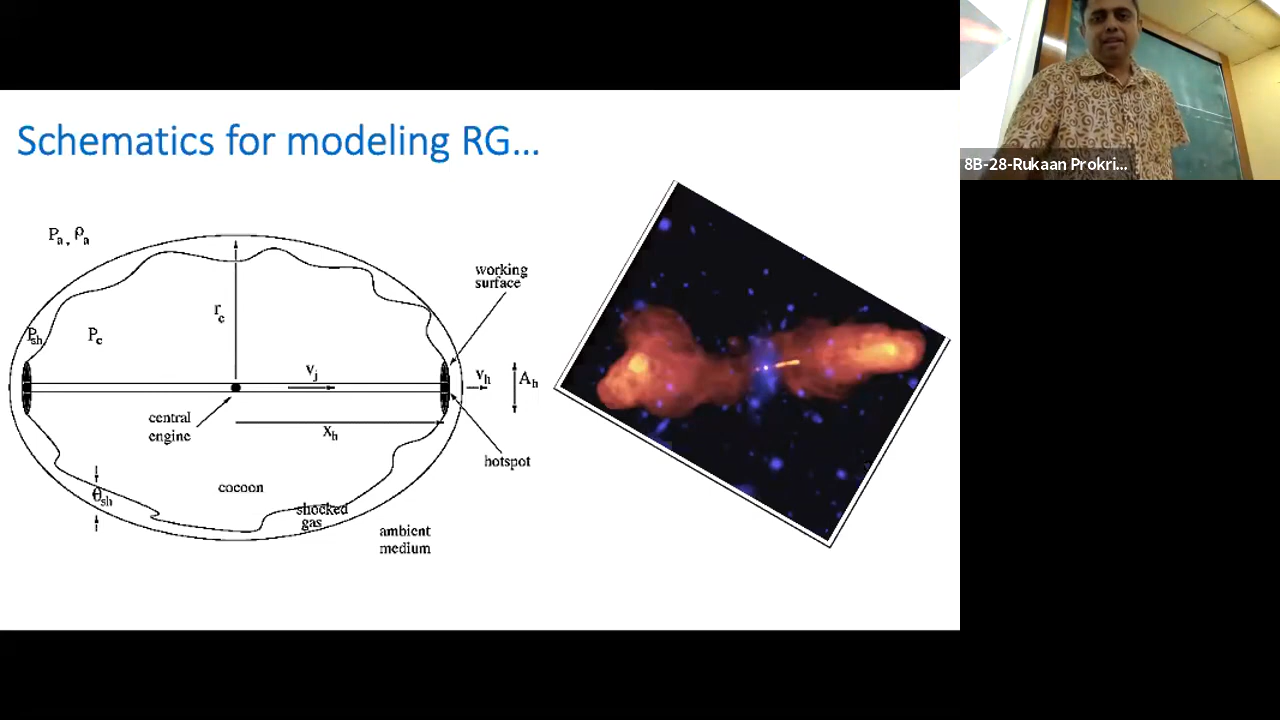 Schematics for modeling RG...
8B-28-Rukaan Prokri...
Pa, ρa
working
surface
rc
Psh
Pc
vj
vh
Ah
central
engine
xh
hotspot
cocoon
θsh
shocked
gas
ambient
medium